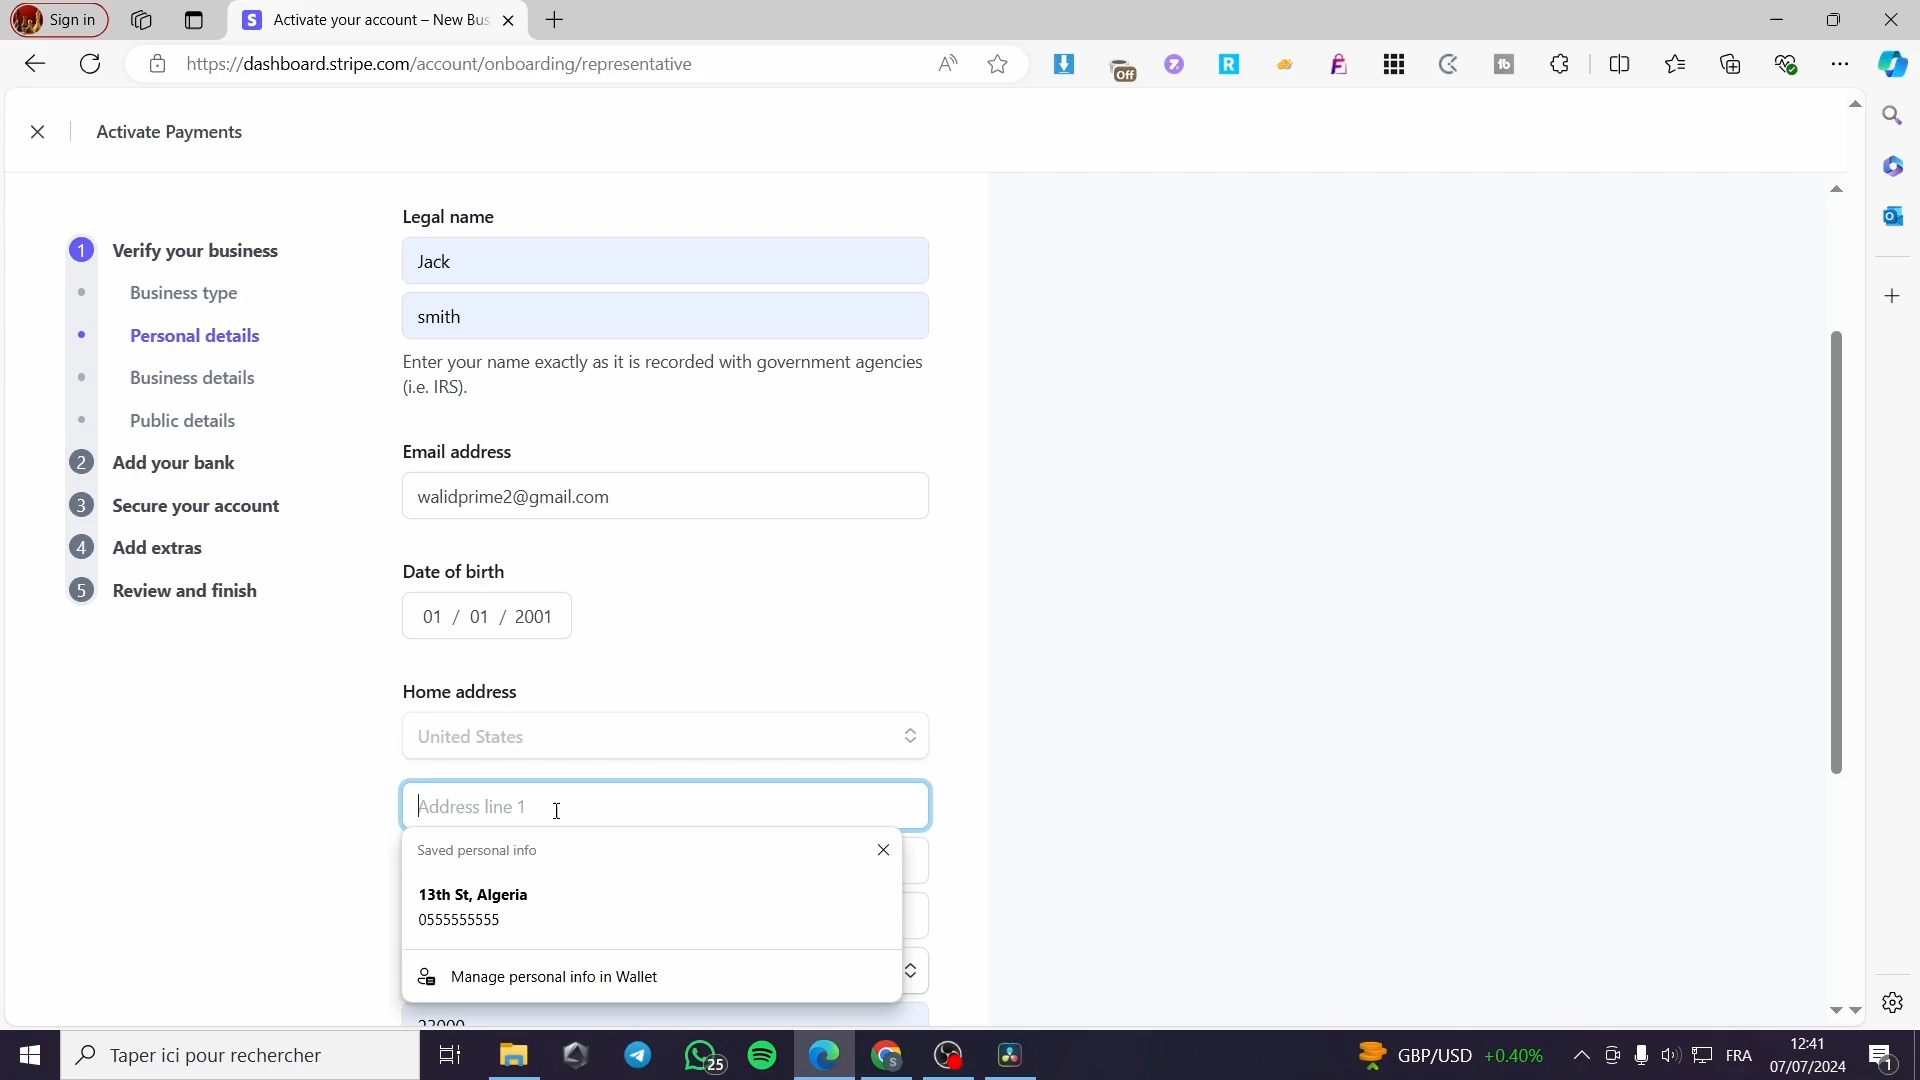 Sign in
Activate your account – New Bus
https://dashboard.stripe.com/account/onboarding/representative
Off
Activate Payments
1 Verify your business
Business type
Personal details
Business details
Public details
2 Add your bank
3 Secure your account
4 Add extras
5 Review and finish
Legal name
Jack
smith
Enter your name exactly as it is recorded with government agencies
(i.e. IRS).
Email address
walidprime2@gmail.com
Date of birth
01 / 01 / 2001
Home address
United States
Address line 1
Saved personal info
13th St, Algeria
0555555555
Manage personal info in Wallet
23000
Taper ici pour rechercher
25
GBP/USD +0.40%
FRA
12:41
07/07/2024
1